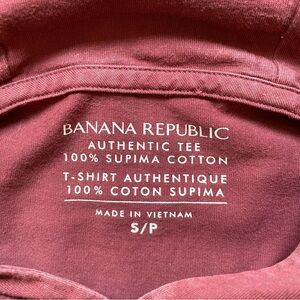 BANANA REPUBLIC
AUTHENTIC TEE
100% SUPIMA COTTON
T-SHIRT AUTHENTIQUE
100% COTON SUPIMA
MADE IN VIETNAM
S/P